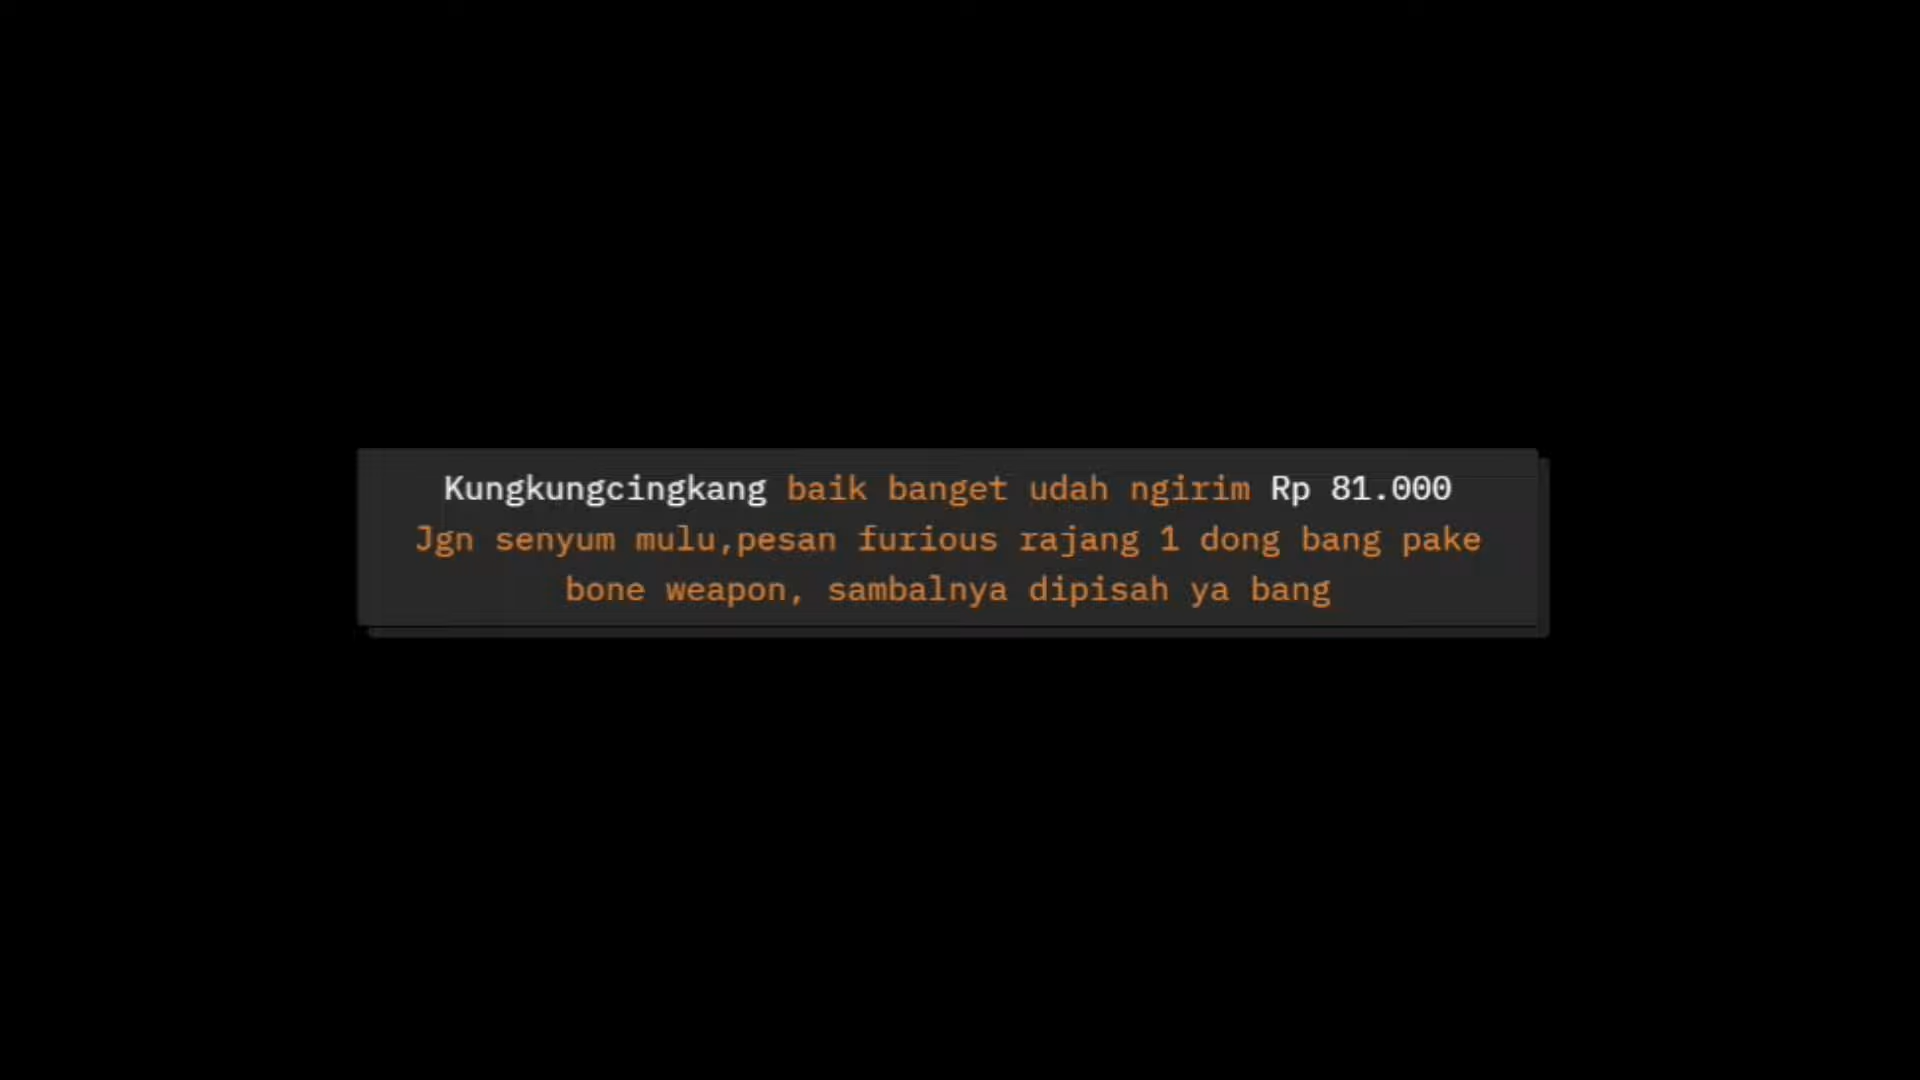 Kungkungcingkang baik banget udah ngirim Rp 81.000
Jgn senyum mulu,pesan furious rajang 1 dong bang pake
bone weapon, sambalnya dipisah ya bang